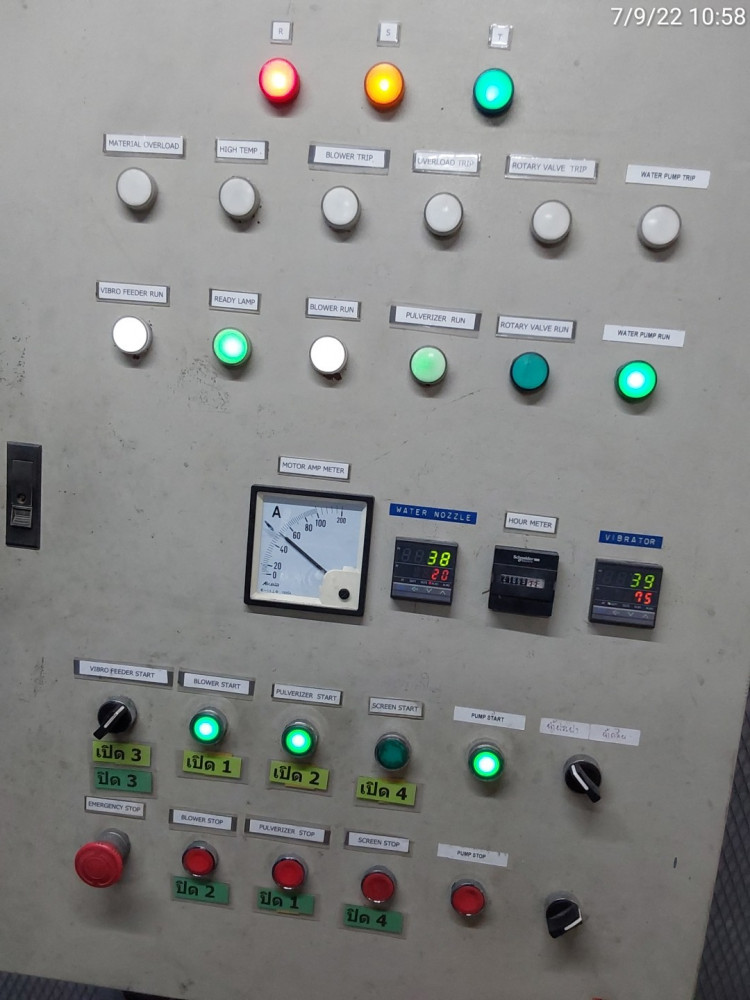 7/9/22 10:58
R
S
T
MATERIAL OVERLOAD
HIGH TEMP.
BLOWER TRIP
OVERLOAD TRIP
ROTARY VALVE TRIP
WATER PUMP TRIP
VIBRO FEEDER RUN
READY LAMP
BLOWER RUN
PULVERIZER RUN
ROTARY VALVE RUN
WATER PUMP RUN
MOTOR AMP METER
A
200
100
80
60
40
20
0
WATER NOZZLE
38
20
HOUR METER
Schneider
VIBRATOR
39
75
VIBRO FEEDER START
BLOWER START
PULVERIZER START
SCREEN START
PUMP START
เปิด 3
เปิด 1
เปิด 2
เปิด 4
ปิด 3
EMERGENCY STOP
BLOWER STOP
PULVERIZER STOP
SCREEN STOP
PUMP STOP
ปิด 2
ปิด 1
ปิด 4